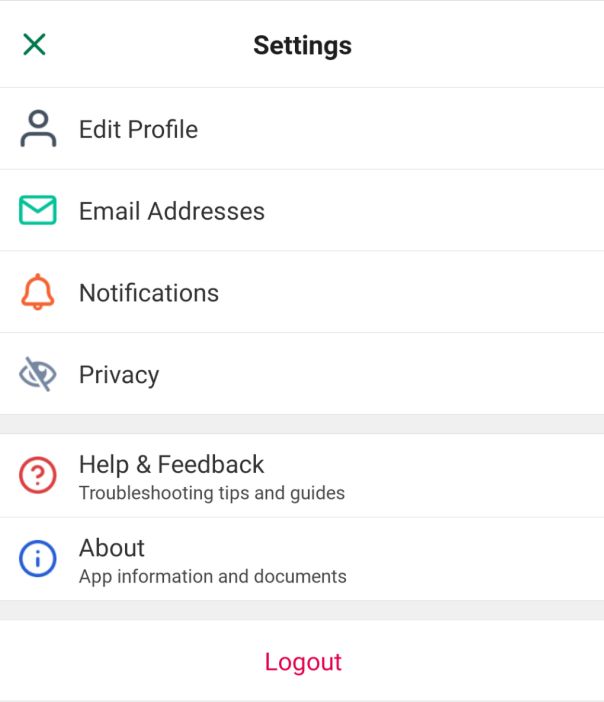 Settings
Edit Profile
Email Addresses
Notifications
Privacy
Help & Feedback
Troubleshooting tips and guides
About
App information and documents
Logout